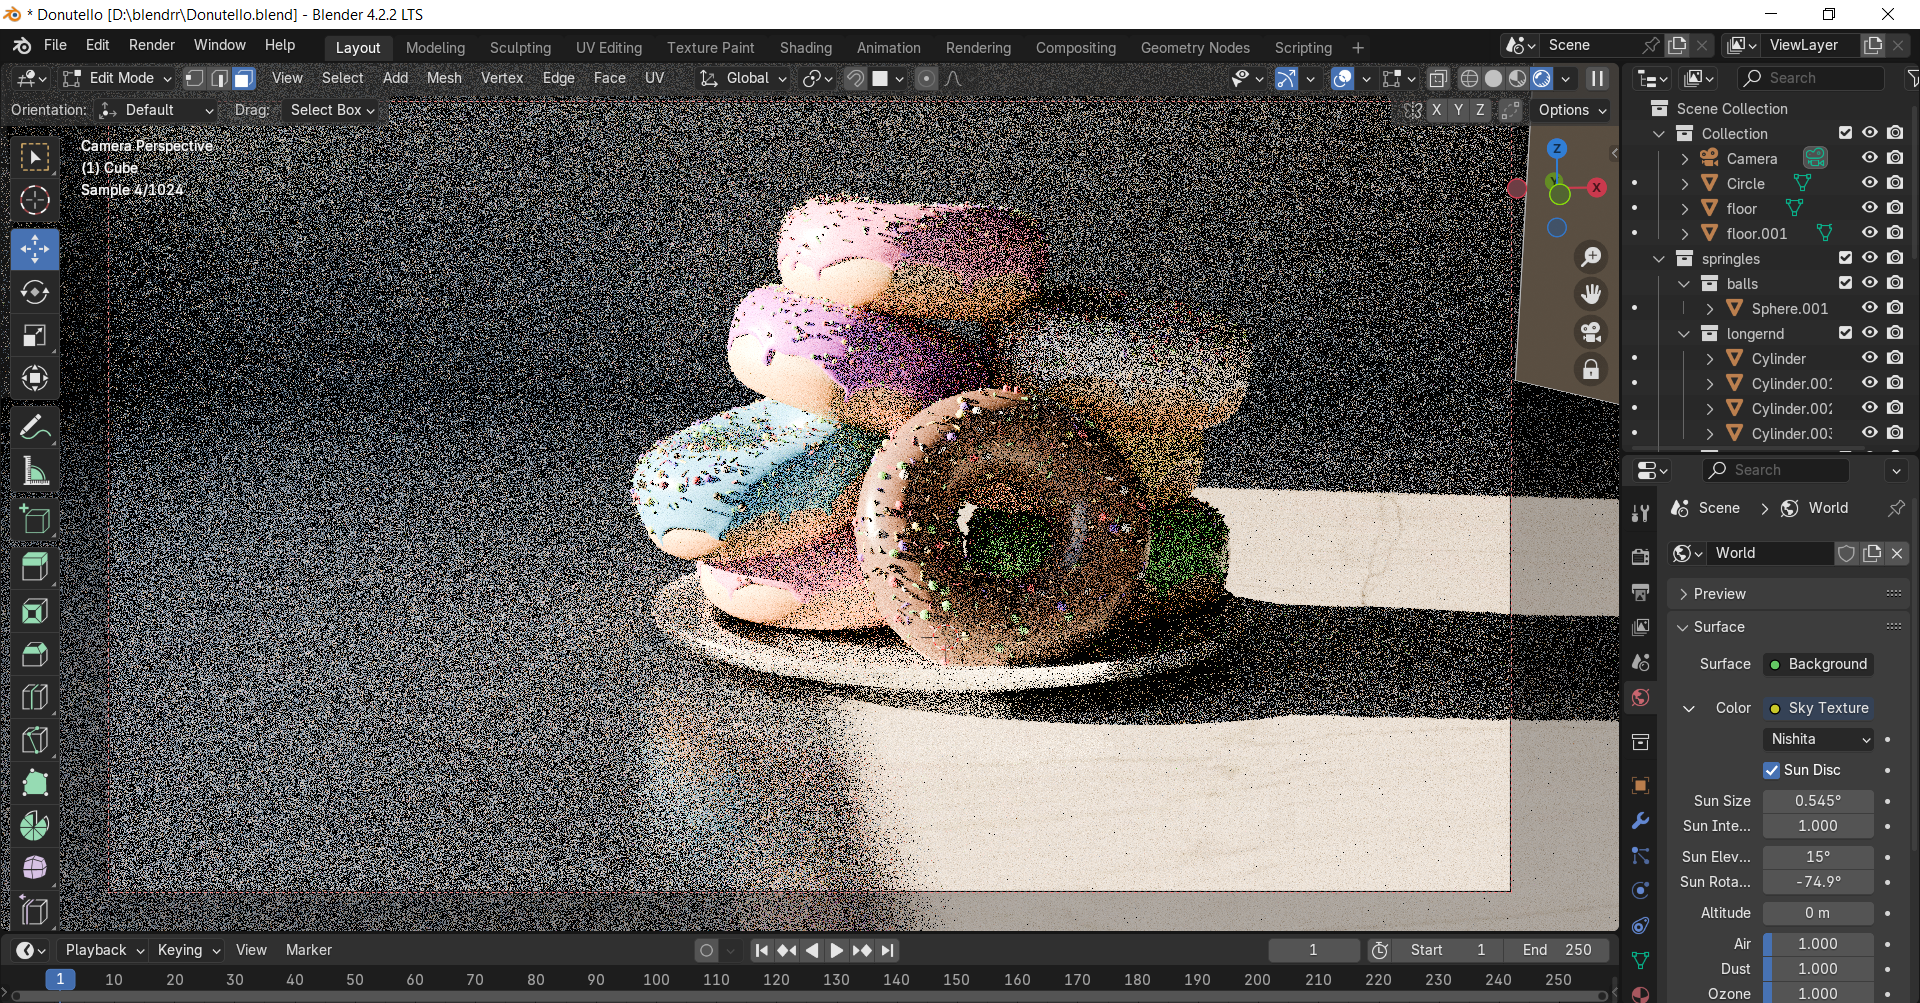 * Donutello [D:\blendrr\Donutello.blend] - Blender 4.2.2 LTS
File Edit Render Window Help Layout Modeling Sculpting UV Editing Texture Paint Shading Animation Rendering Compositing Geometry Nodes Scripting + Scene ViewLayer
Edit Mode View Select Add Mesh Vertex Edge Face UV Global Search
Orientation: Default Drag: Select Box X Y Z Options
Camera Perspective
(1) Cube
Sample 4/1024
Z
X
Scene Collection
Collection
Camera
Circle
floor
floor.001
springles
balls
Sphere.001
longernd
Cylinder
Cylinder.001
Cylinder.002
Cylinder.003
Search
Scene > World
World
Preview
Surface
Surface Background
Color Sky Texture
Nishita
Sun Disc
Sun Size 0.545°
Sun Inte... 1.000
Sun Elev... 15°
Sun Rota... -74.9°
Altitude 0 m
Air 1.000
Dust 1.000
Ozone 1.000
Playback Keying View Marker 1 Start 1 End 250
1 10 20 30 40 50 60 70 80 90 100 110 120 130 140 150 160 170 180 190 200 210 220 230 240 250